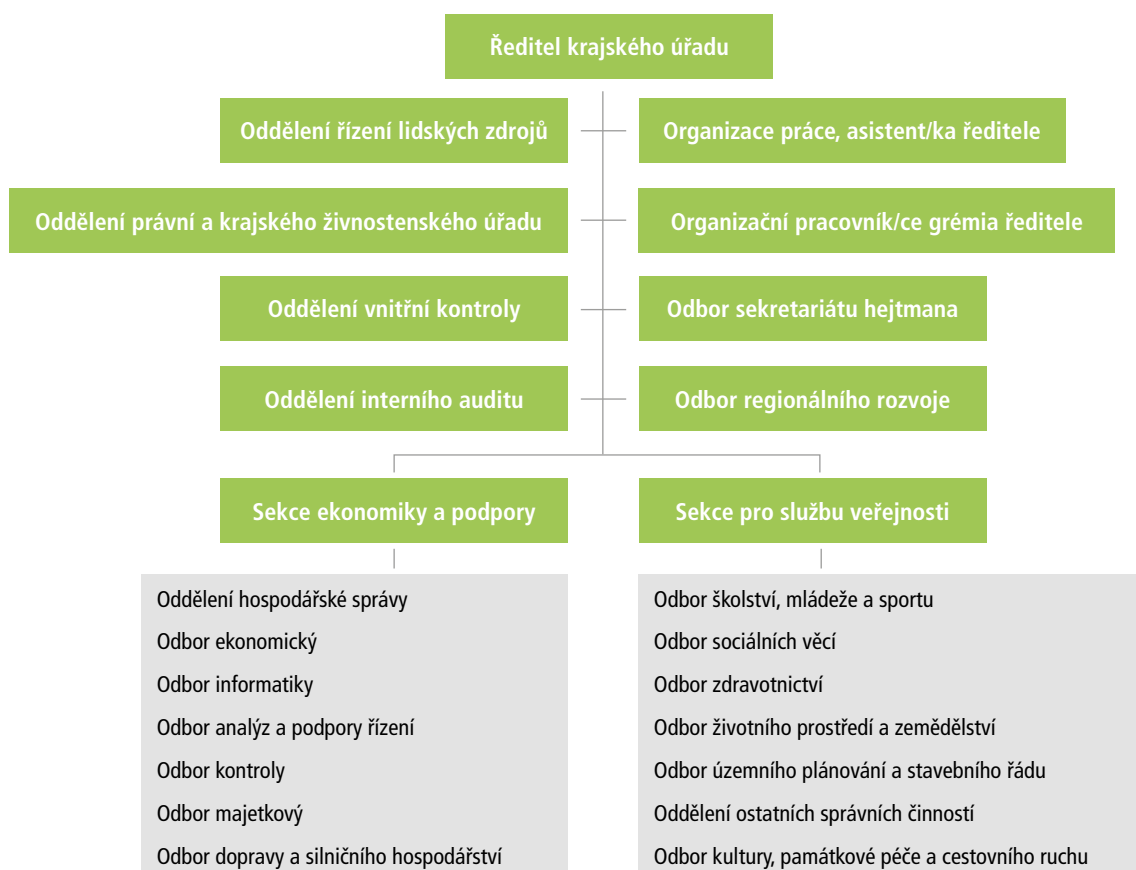 Ředitel krajského úřadu
Oddělení řízení lidských zdrojů
Organizace práce, asistent/ka ředitele
Oddělení právní a krajského živnostenského úřadu
Organizační pracovník/ce grémia ředitele
Oddělení vnitřní kontroly
Odbor sekretariátu hejtmana
Oddělení interního auditu
Odbor regionálního rozvoje
Sekce ekonomiky a podpory
Sekce pro službu veřejnosti
Oddělení hospodářské správy
Odbor ekonomický
Odbor informatiky
Odbor analýz a podpory řízení
Odbor kontroly
Odbor majetkový
Odbor dopravy a silničního hospodářství
Odbor školství, mládeže a sportu
Odbor sociálních věcí
Odbor zdravotnictví
Odbor životního prostředí a zemědělství
Odbor územního plánování a stavebního řádu
Oddělení ostatních správních činností
Odbor kultury, památkové péče a cestovního ruchu